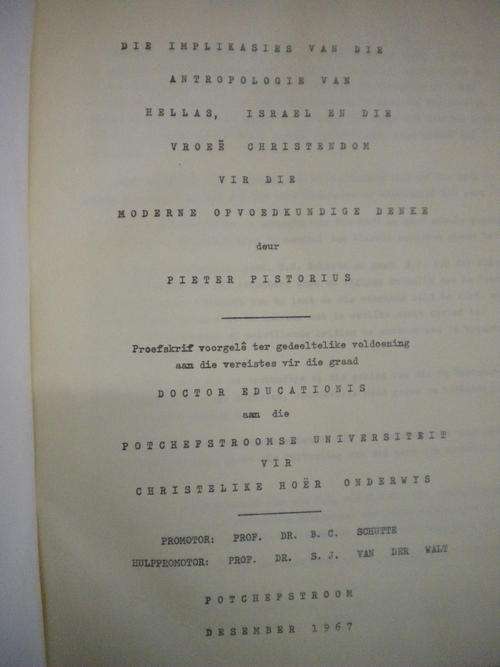 DIE IMPLIKASIES VAN DIE
ANTROPOLOGIE VAN
HELLAS, ISRAEL EN DIE
VROEË CHRISTENDOM
VIR DIE
MODERNE OPVOEDKUNDIGE DENKE
deur
PIETER PISTORIUS
Proefskrif voorgelê ter gedeeltelike voldoening
aan die vereistes vir die graad
DOCTOR EDUCATIONIS
aan die
POTCHEFSTROOMSE UNIVERSITEIT
VIR
CHRISTELIKE HOËR ONDERWYS
PROMOTOR: PROF. DR. B. C. SCHUTTE
HULPPROMOTOR: PROF. DR. S. J. VAN DER WALT
POTCHEFSTROOM
DESEMBER 1967